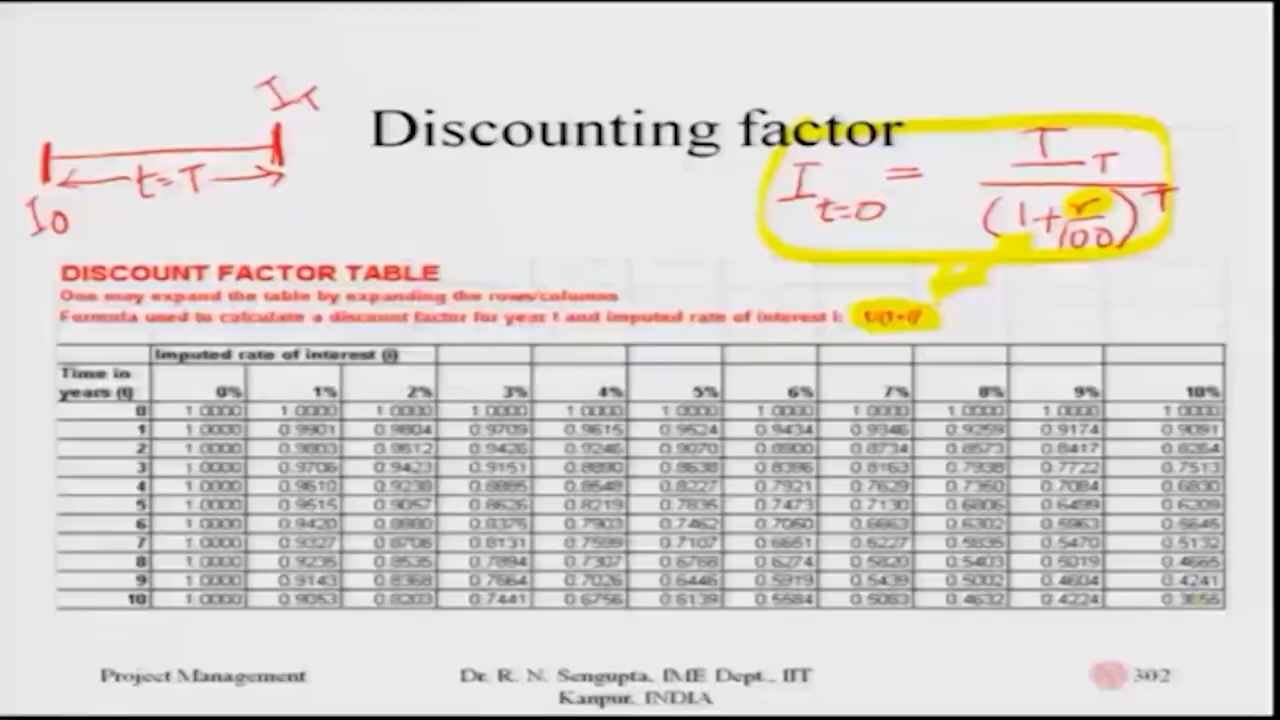 I_T
Discounting factor
I_{t=0} = I_T / (1 + r/100)^T
t=T
I0
DISCOUNT FACTOR TABLE
One may expand the table by expanding the rows/columns
Formula used to calculate a discount factor for year t and imputed rate of interest i: 1/(1+i)^t
Imputed rate of interest (i)
Time in
years (t) 0% 1% 2% 3% 4% 5% 6% 7% 8% 9% 10%
0 1.0000 1.0000 1.0000 1.0000 1.0000 1.0000 1.0000 1.0000 1.0000 1.0000 1.0000
1 1.0000 0.9901 0.9804 0.9709 0.9615 0.9524 0.9434 0.9346 0.9259 0.9174 0.9091
2 1.0000 0.9803 0.9612 0.9426 0.9246 0.9070 0.8900 0.8734 0.8573 0.8417 0.8264
3 1.0000 0.9706 0.9423 0.9151 0.8890 0.8638 0.8396 0.8163 0.7938 0.7722 0.7513
4 1.0000 0.9610 0.9238 0.8885 0.8548 0.8227 0.7921 0.7629 0.7350 0.7084 0.6830
5 1.0000 0.9515 0.9057 0.8626 0.8219 0.7835 0.7473 0.7130 0.6806 0.6499 0.6209
6 1.0000 0.9420 0.8880 0.8375 0.7903 0.7462 0.7050 0.6663 0.6302 0.5963 0.5645
7 1.0000 0.9327 0.8706 0.8131 0.7599 0.7107 0.6651 0.6227 0.5835 0.5470 0.5132
8 1.0000 0.9235 0.8535 0.7894 0.7307 0.6768 0.6274 0.5820 0.5403 0.5019 0.4665
9 1.0000 0.9143 0.8368 0.7664 0.7026 0.6446 0.5919 0.5439 0.5002 0.4604 0.4241
10 1.0000 0.9053 0.8203 0.7441 0.6756 0.6139 0.5584 0.5083 0.4632 0.4224 0.3855
Project Management
Dr. R. N. Sengupta, IME Dept., IIT
Kanpur, INDIA
302